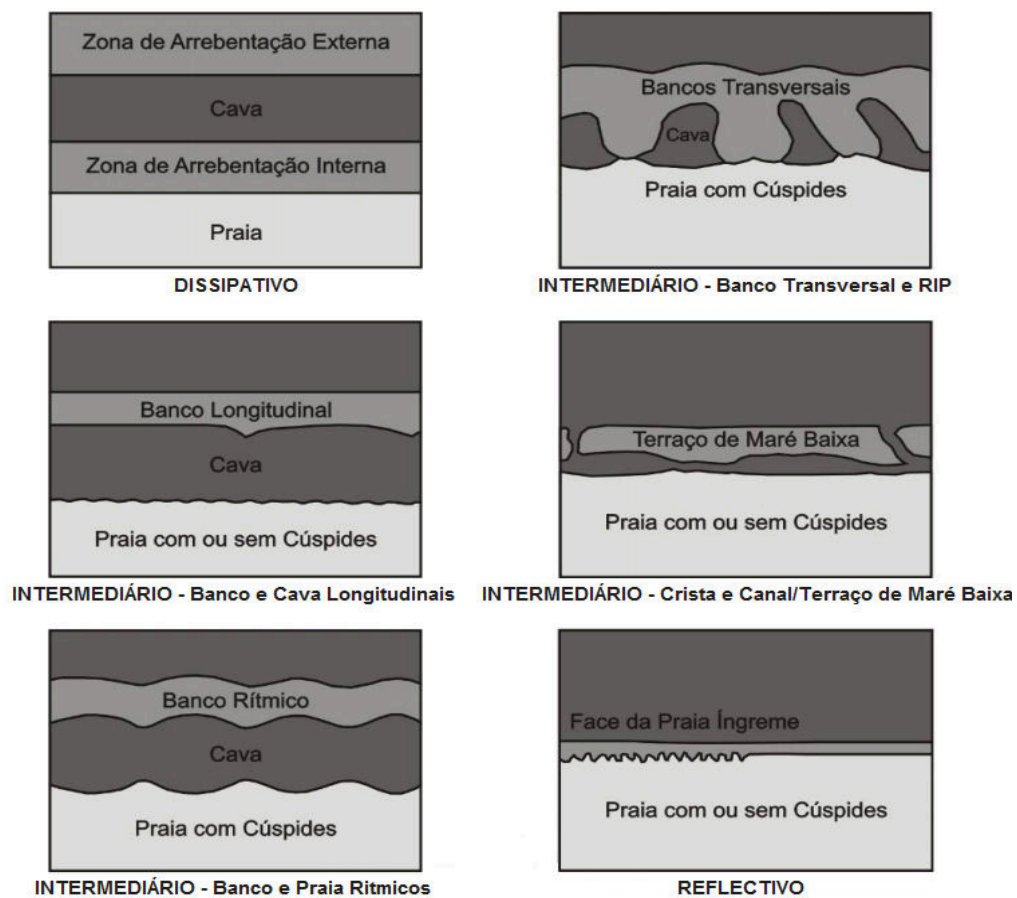 Zona de Arrebentação Externa
Cava
Zona de Arrebentação Interna
Praia
DISSIPATIVO
Bancos Transversais
Cava
Praia com Cúspides
INTERMEDIÁRIO - Banco Transversal e RIP
Banco Longitudinal
Cava
Praia com ou sem Cúspides
INTERMEDIÁRIO - Banco e Cava Longitudinais
Terraço de Maré Baixa
Praia com ou sem Cúspides
INTERMEDIÁRIO - Crista e Canal/Terraço de Maré Baixa
Banco Rítmico
Cava
Praia com Cúspides
INTERMEDIÁRIO - Banco e Praia Ritmicos
Face da Praia Íngreme
Praia com ou sem Cúspides
REFLECTIVO